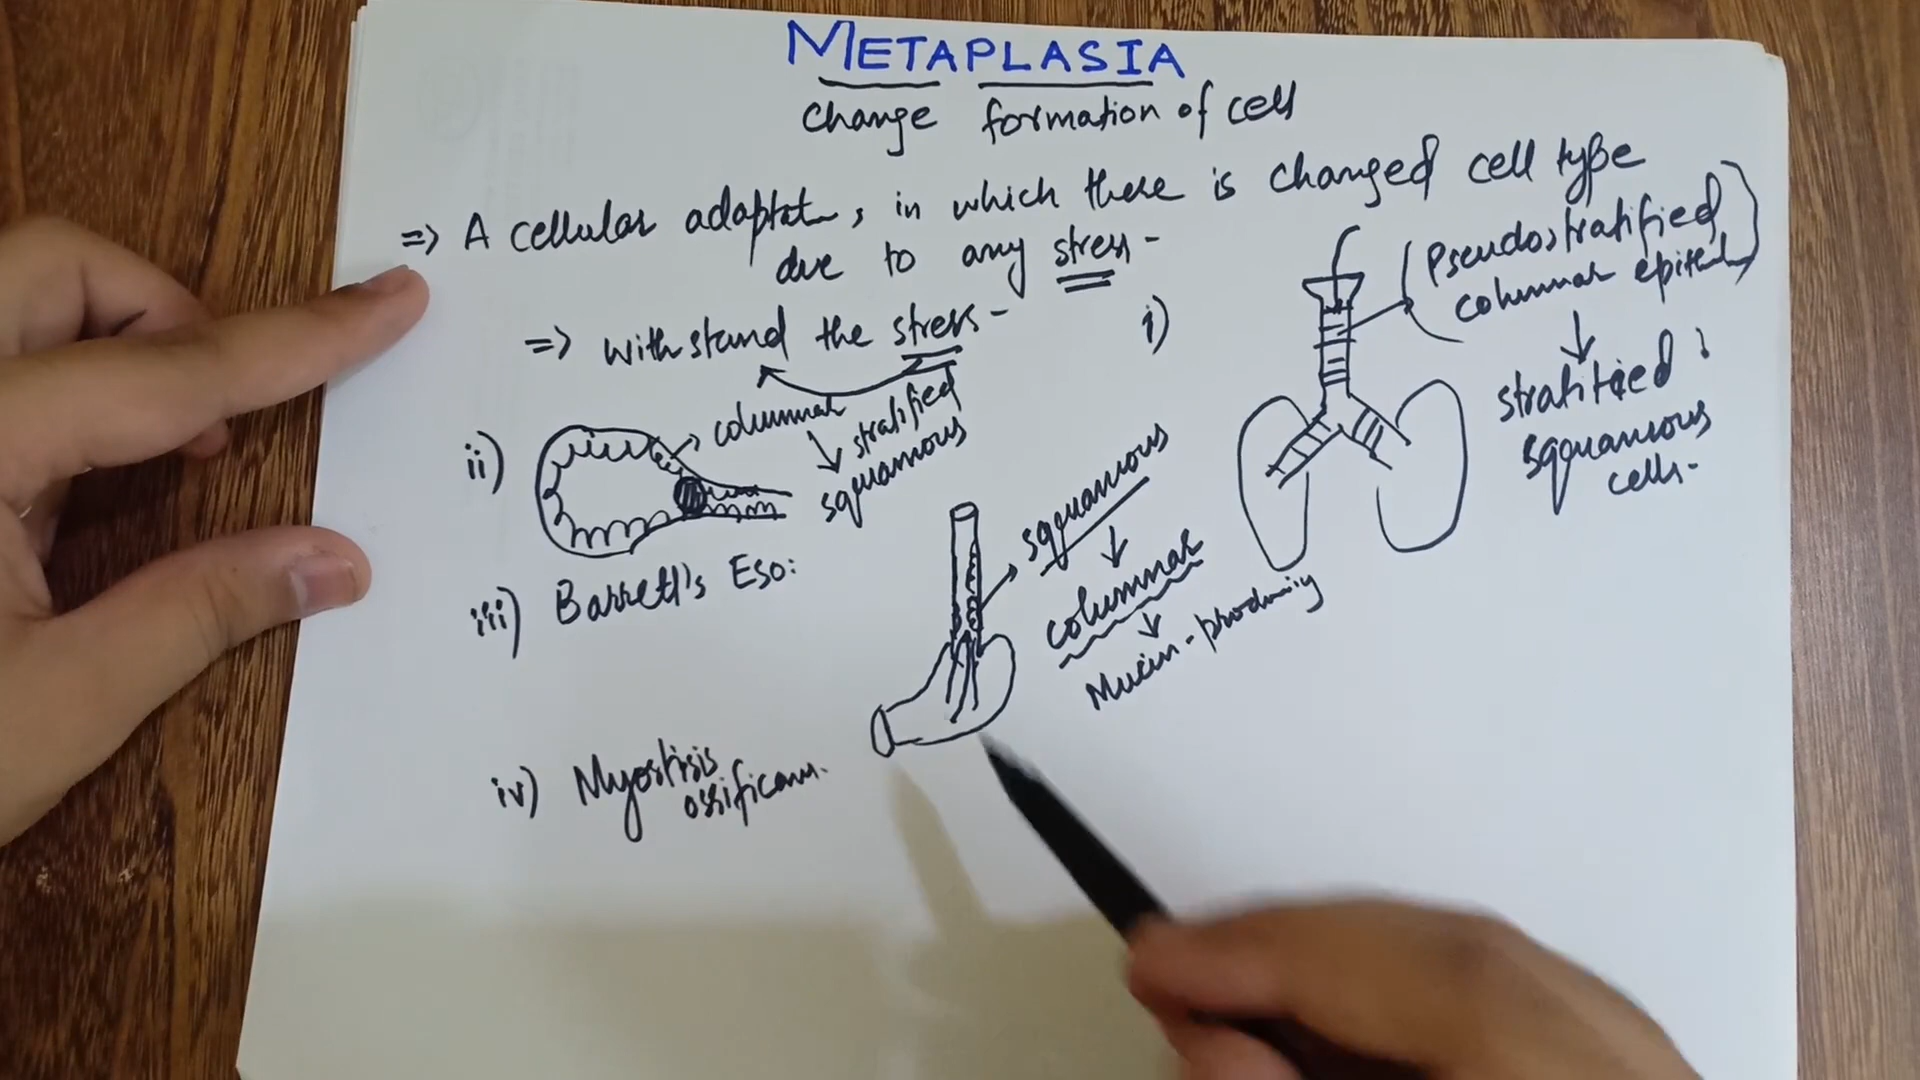 METAPLASIA
change formation of cell
=> A cellular adaptat, in which there is changed cell type
due to any stress-
=> withstand the stress-
i)
(Pseudostratified
columnar epithel)
↓
stratified
squamous
cells-
ii)
columnar
↓ stratified
squamous
iii) Barrett's Eso:
squamous
↓
columnar
↓
Mucin-producing
iv) Myostisis
ossificans.